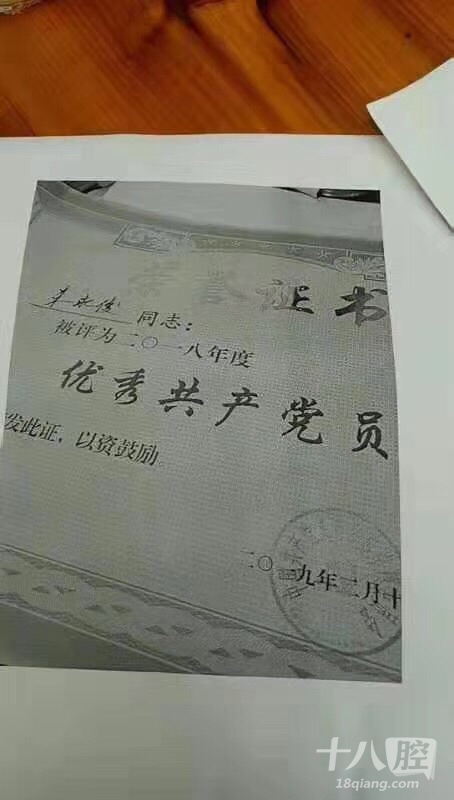 荣誉证书
同志:
被评为二〇一八年度
优秀共产党员
发此证,以资鼓励。
二〇一九年二月十
十八腔
18qiang.com